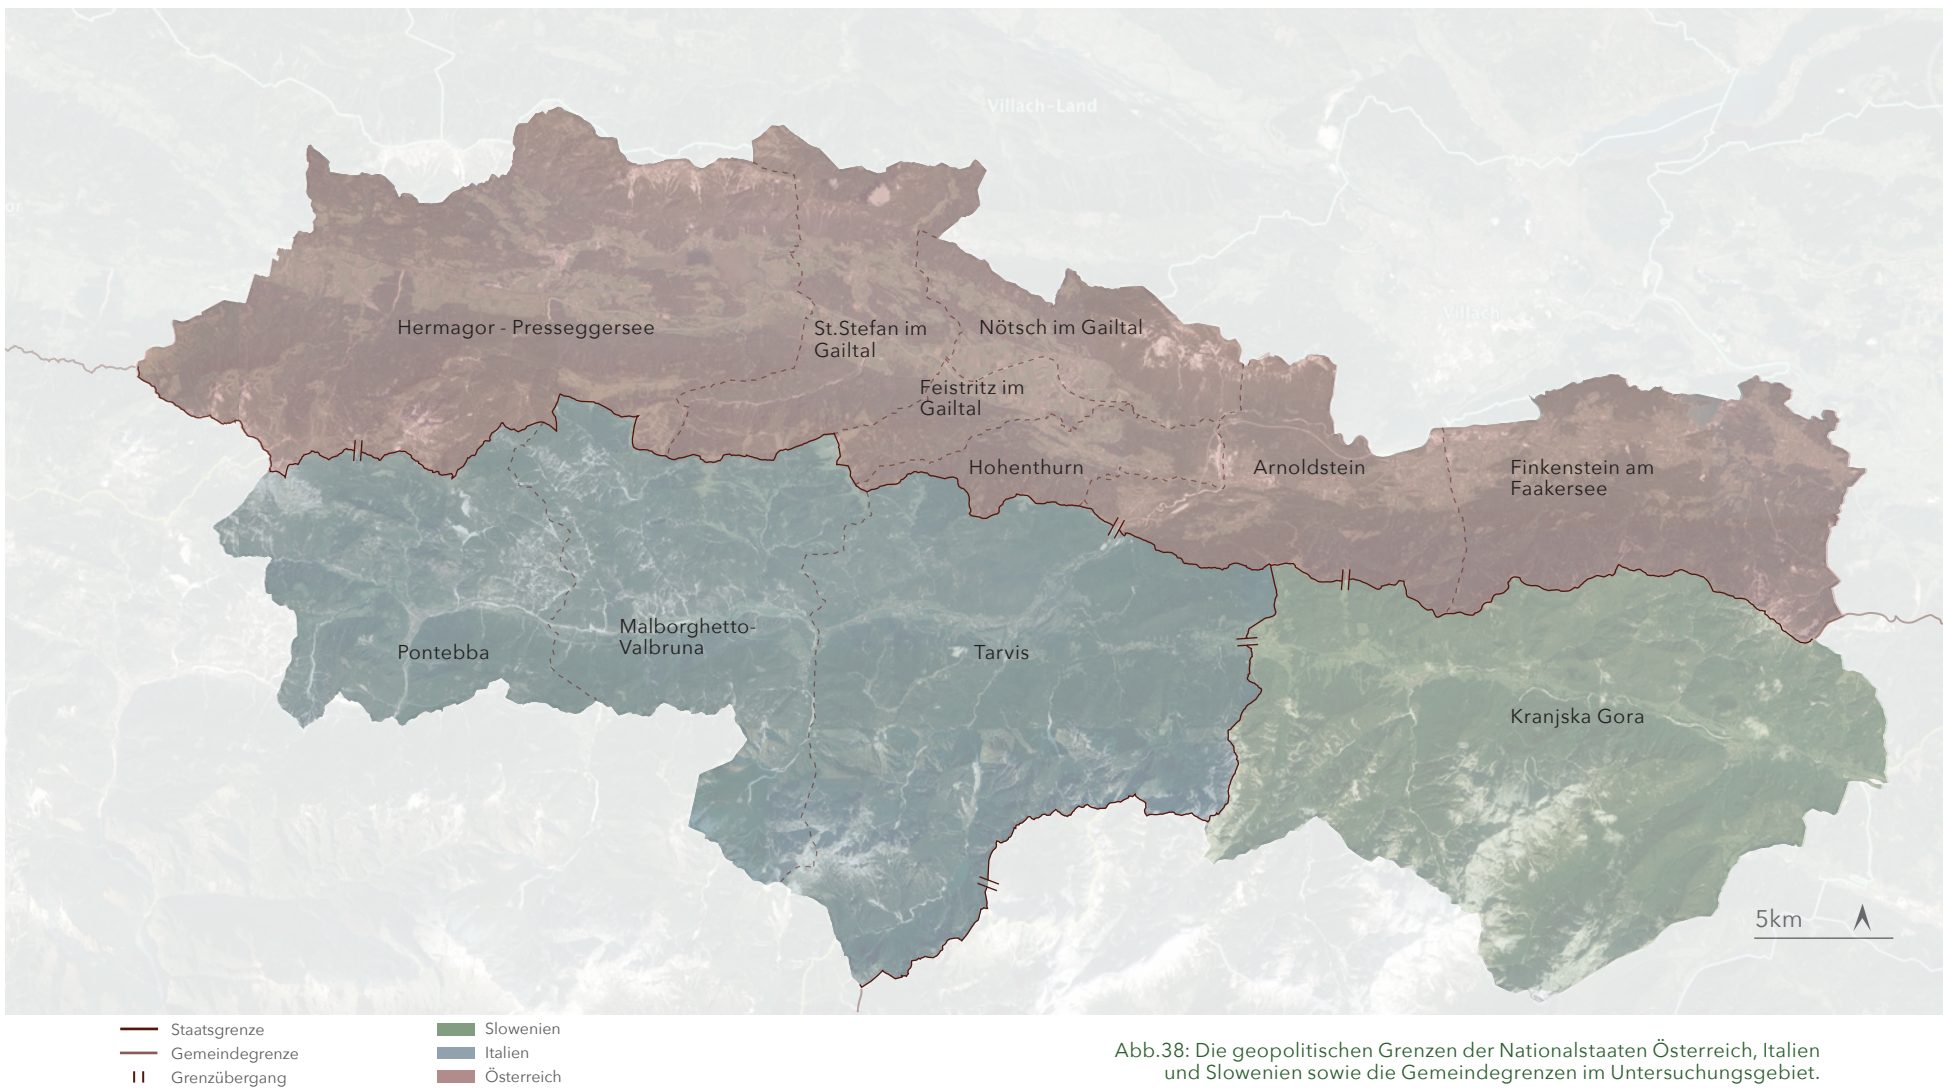 Villach-Land
or
Villach
Hermagor - Presseggersee
St.Stefan im
Gailtal
Nötsch im Gailtal
Feistritz im
Gailtal
Hohenthurn
Arnoldstein
Finkenstein am
Faakersee
Pontebba
Malborghetto-
Valbruna
Tarvis
Kranjska Gora
5km
Staatsgrenze
Gemeindegrenze
Grenzübergang
Slowenien
Italien
Österreich
Abb.38: Die geopolitischen Grenzen der Nationalstaaten Österreich, Italien
und Slowenien sowie die Gemeindegrenzen im Untersuchungsgebiet.